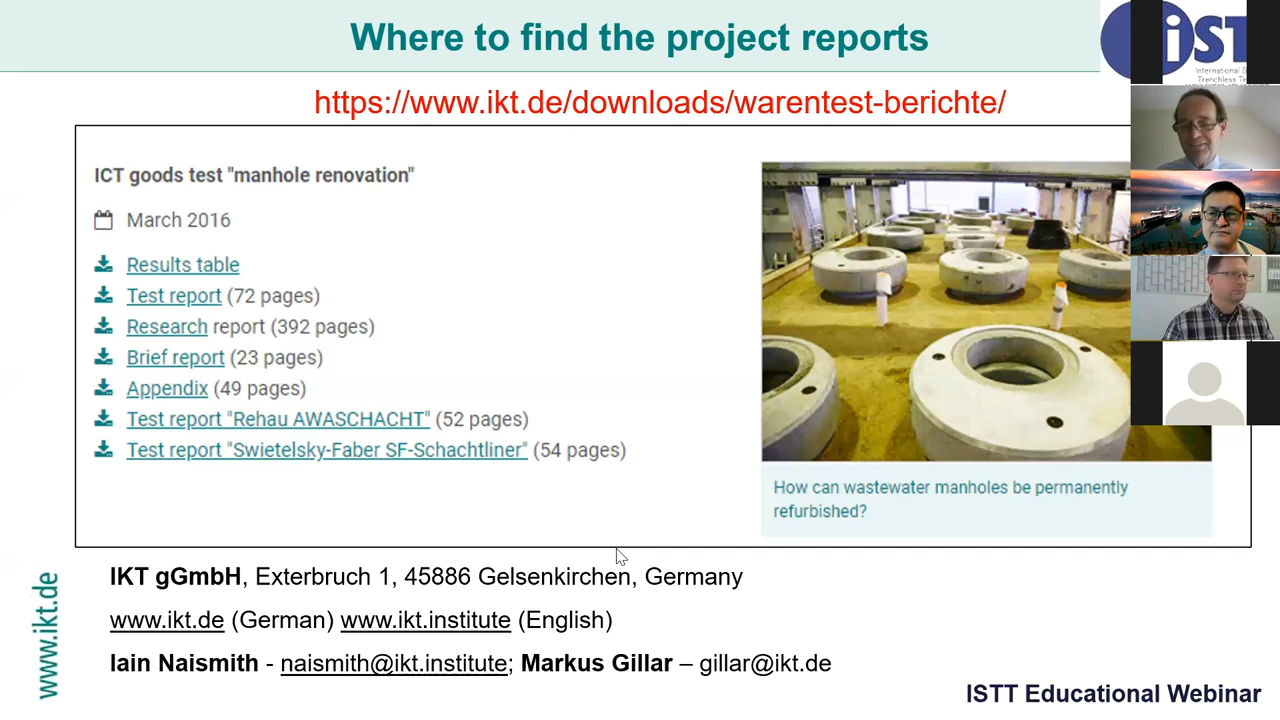 Where to find the project reports
iST
International S
Trenchless Te
https://www.ikt.de/downloads/warentest-berichte/
ICT goods test "manhole renovation"
March 2016
Results table
Test report (72 pages)
Research report (392 pages)
Brief report (23 pages)
Appendix (49 pages)
Test report "Rehau AWASCHACHT" (52 pages)
Test report "Swietelsky-Faber SF-Schachtliner" (54 pages)
How can wastewater manholes be permanently
refurbished?
IKT gGmbH, Exterbruch 1, 45886 Gelsenkirchen, Germany
www.ikt.de (German) www.ikt.institute (English)
Iain Naismith - naismith@ikt.institute; Markus Gillar – gillar@ikt.de
www.ikt.de
ISTT Educational Webinar